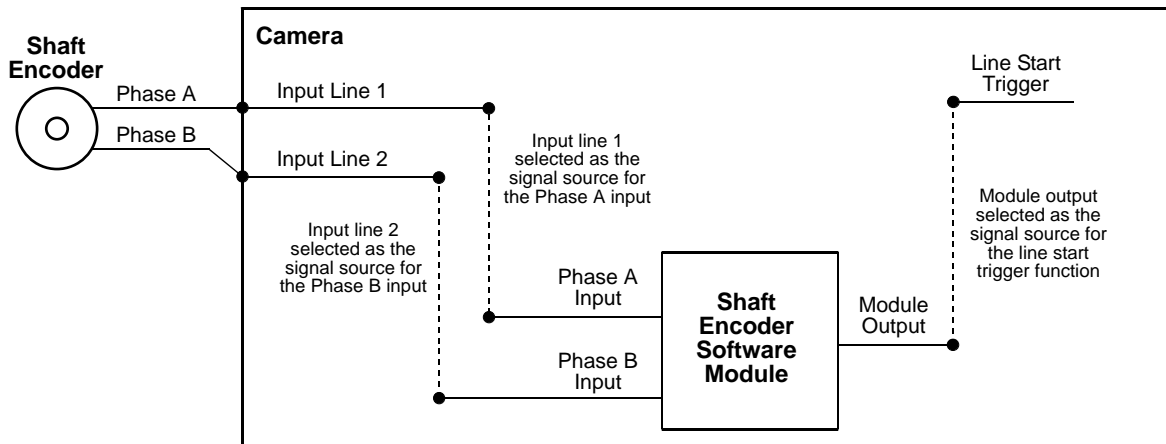 Camera
Shaft
Encoder
Phase A
Phase B
Input Line 1
Input Line 2
Input line 1
selected as the
signal source for
the Phase A input
Input line 2
selected as the
signal source for
the Phase B input
Phase A
Input
Phase B
Input
Shaft
Encoder
Software
Module
Module
Output
Line Start
Trigger
Module output
selected as the
signal source for
the line start
trigger function